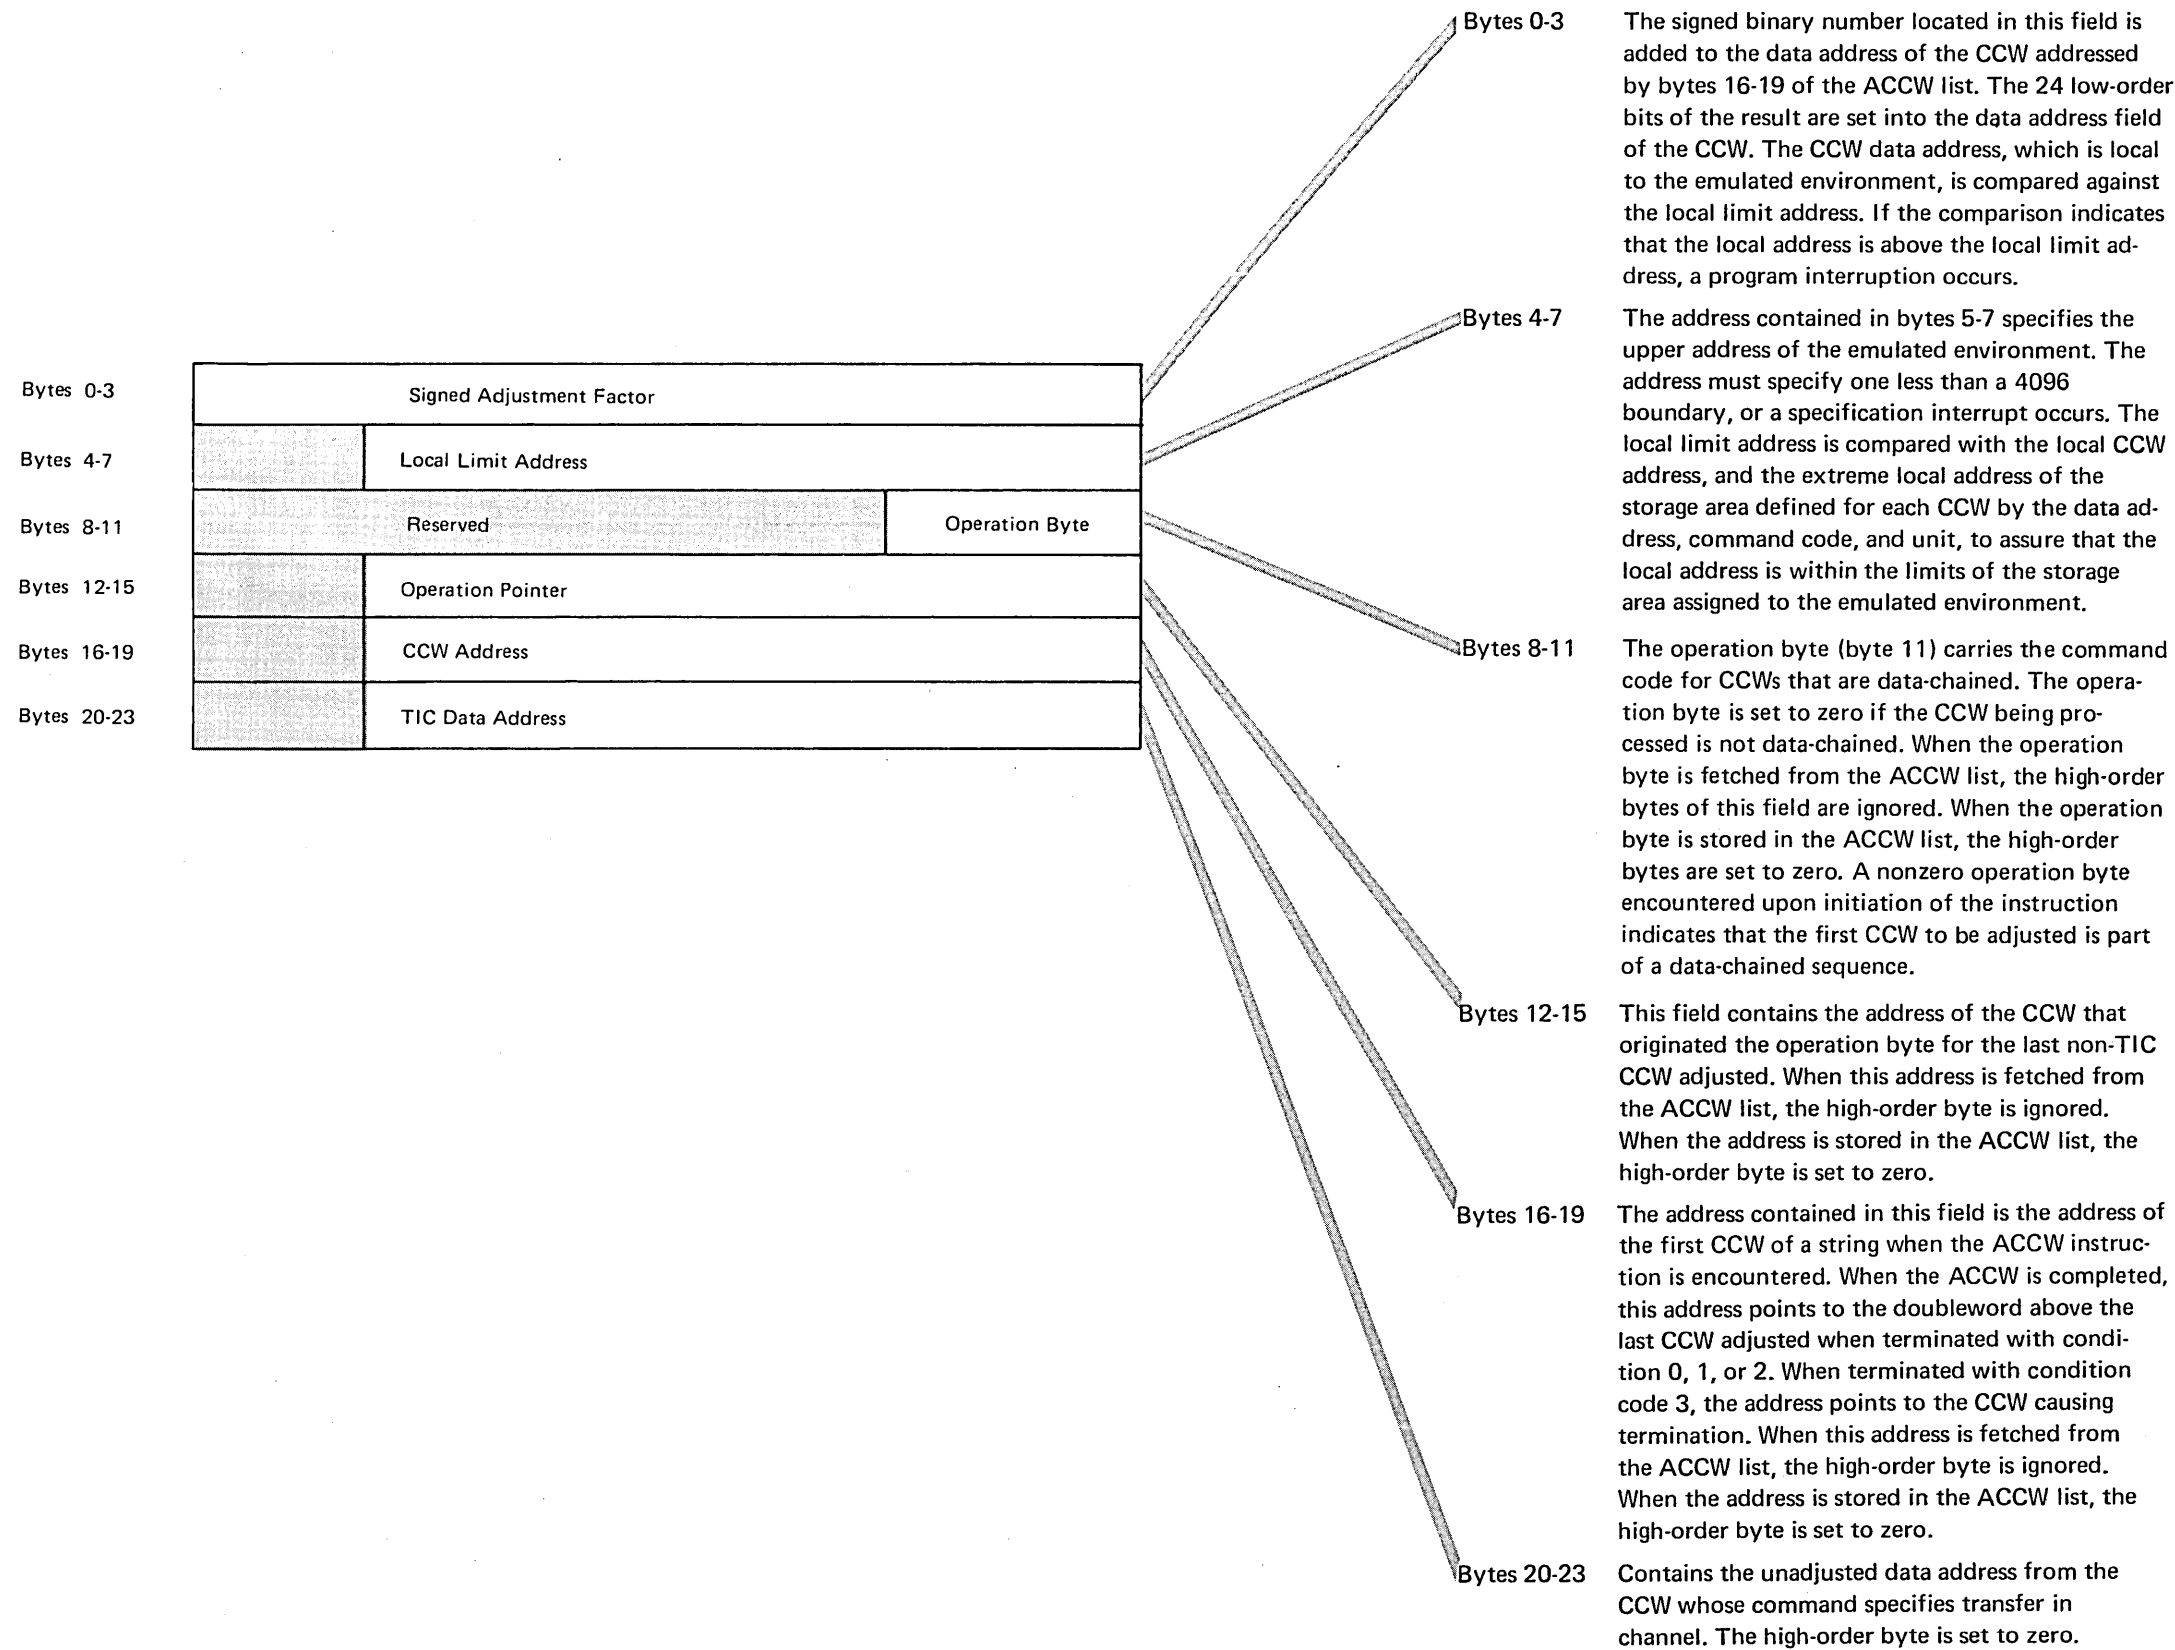 Bytes 0-3
Signed Adjustment Factor
Bytes 4-7
Local Limit Address
Bytes 8-11
Reserved
Operation Byte
Bytes 12-15
Operation Pointer
Bytes 16-19
CCW Address
Bytes 20-23
TIC Data Address
Bytes 0-3
The signed binary number located in this field is
added to the data address of the CCW addressed
by bytes 16-19 of the ACCW list. The 24 low-order
bits of the result are set into the data address field
of the CCW. The CCW data address, which is local
to the emulated environment, is compared against
the local limit address. If the comparison indicates
that the local address is above the local limit ad-
dress, a program interruption occurs.
Bytes 4-7
The address contained in bytes 5-7 specifies the
upper address of the emulated environment. The
address must specify one less than a 4096
boundary, or a specification interrupt occurs. The
local limit address is compared with the local CCW
address, and the extreme local address of the
storage area defined for each CCW by the data ad-
dress, command code, and unit, to assure that the
local address is within the limits of the storage
area assigned to the emulated environment.
Bytes 8-11
The operation byte (byte 11) carries the command
code for CCWs that are data-chained. The opera-
tion byte is set to zero if the CCW being pro-
cessed is not data-chained. When the operation
byte is fetched from the ACCW list, the high-order
bytes of this field are ignored. When the operation
byte is stored in the ACCW list, the high-order
bytes are set to zero. A nonzero operation byte
encountered upon initiation of the instruction
indicates that the first CCW to be adjusted is part
of a data-chained sequence.
Bytes 12-15
This field contains the address of the CCW that
originated the operation byte for the last non-TIC
CCW adjusted. When this address is fetched from
the ACCW list, the high-order byte is ignored.
When the address is stored in the ACCW list, the
high-order byte is set to zero.
Bytes 16-19
The address contained in this field is the address of
the first CCW of a string when the ACCW instruc-
tion is encountered. When the ACCW is completed,
this address points to the doubleword above the
last CCW adjusted when terminated with condi-
tion 0, 1, or 2. When terminated with condition
code 3, the address points to the CCW causing
termination. When this address is fetched from
the ACCW list, the high-order byte is ignored.
When the address is stored in the ACCW list, the
high-order byte is set to zero.
Bytes 20-23
Contains the unadjusted data address from the
CCW whose command specifies transfer in
channel. The high-order byte is set to zero.